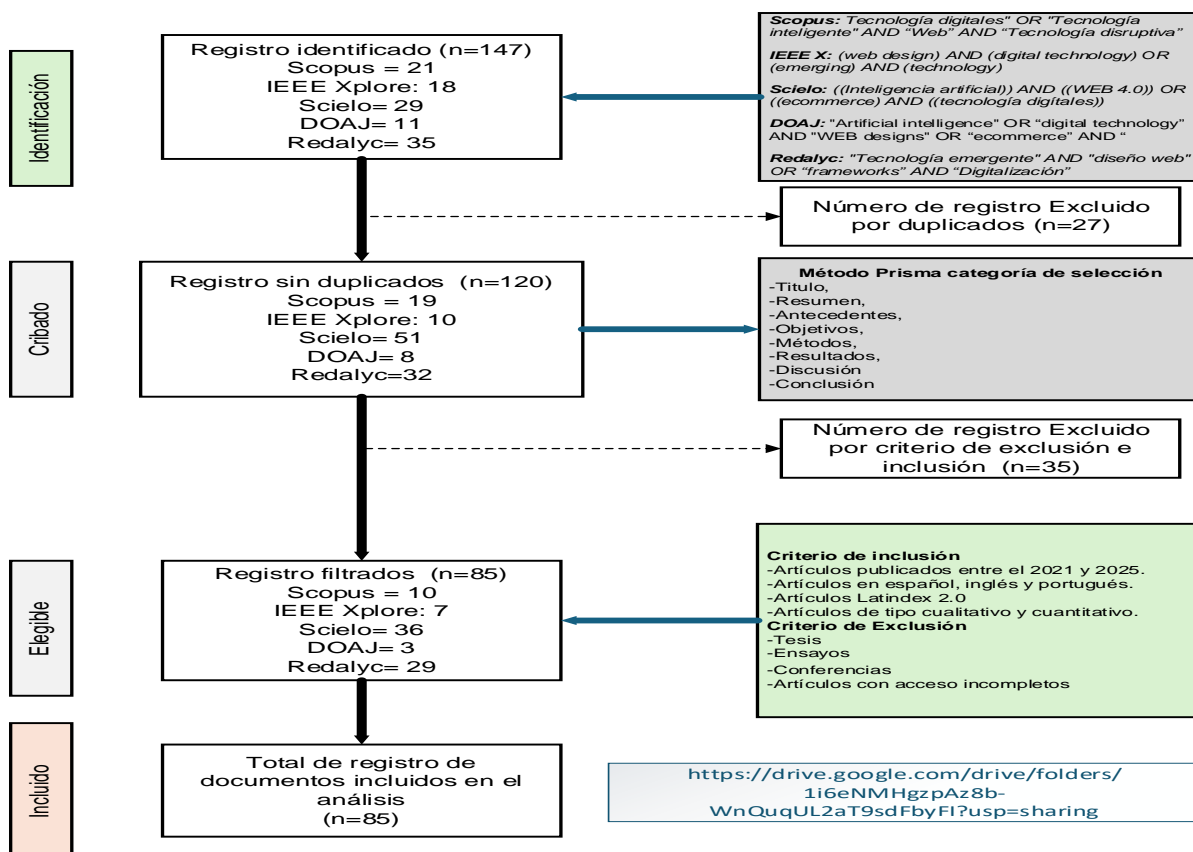 Identificación
Registro identificado (n=147)
Scopus = 21
IEEE Xplore: 18
Scielo= 29
DOAJ= 11
Redalyc= 35
Scopus: Tecnología digitales" OR "Tecnología
inteligente" AND “Web” AND “Tecnología disruptiva”
IEEE X: (web design) AND (digital technology) OR
(emerging) AND (technology)
Scielo: ((Inteligencia artificial)) AND ((WEB 4.0)) OR
((ecommerce) AND ((tecnología digítales))
DOAJ: "Artificial intelligence" OR “digital technology”
AND "WEB designs" OR “ecommerce” AND “
Redalyc: "Tecnología emergente" AND "diseño web"
OR “frameworks” AND “Digitalización”
Número de registro Excluido
por duplicados (n=27)
Cribado
Registro sin duplicados (n=120)
Scopus = 19
IEEE Xplore: 10
Scielo= 51
DOAJ= 8
Redalyc=32
Método Prisma categoría de selección
-Titulo,
-Resumen,
-Antecedentes,
-Objetivos,
-Métodos,
-Resultados,
-Discusión
-Conclusión
Número de registro Excluido
por criterio de exclusión e
inclusión (n=35)
Elegible
Registro filtrados (n=85)
Scopus = 10
IEEE Xplore: 7
Scielo= 36
DOAJ= 3
Redalyc= 29
Criterio de inclusión
-Artículos publicados entre el 2021 y 2025.
-Artículos en español, inglés y portugués.
-Artículos Latindex 2.0
-Artículos de tipo cualitativo y cuantitativo.
Criterio de Exclusión
-Tesis
-Ensayos
-Conferencias
-Artículos con acceso incompletos
Incluido
Total de registro de
documentos incluidos en el
análisis
(n=85)
https://drive.google.com/drive/folders/
1i6eNMHgzpAz8b-
WnQuqUL2aT9sdFbyFI?usp=sharing